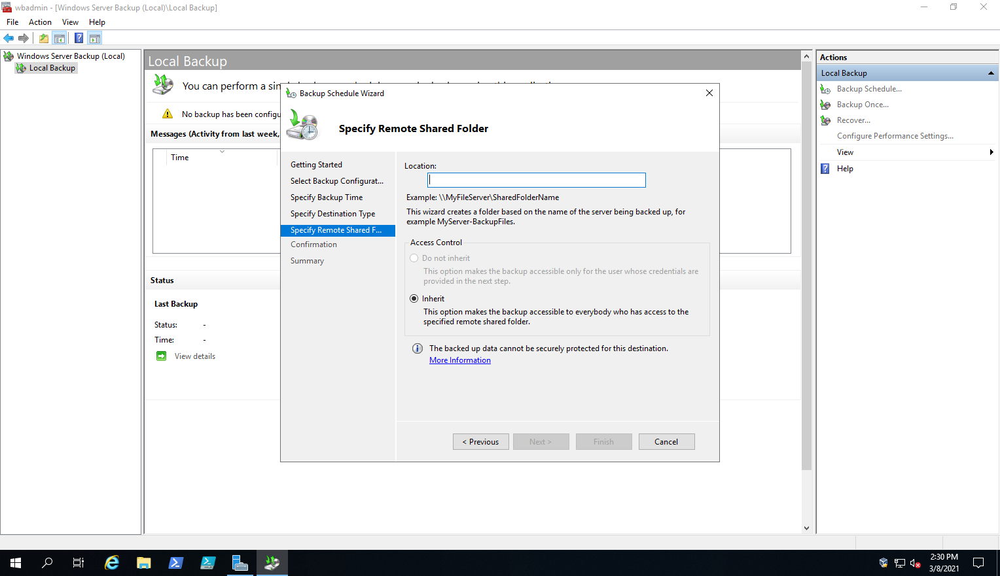 wbadmin - [Windows Server Backup (Local)\Local Backup]
File Action View Help
Windows Server Backup (Local)
Local Backup
Local Backup
You can perform a
No backup has been
Messages (Activity from last week,
Time
Status
Last Backup
Status: -
Time: -
View details
Backup Schedule Wizard
Specify Remote Shared Folder
Getting Started
Select Backup Configurat...
Specify Backup Time
Specify Destination Type
Specify Remote Shared F...
Confirmation
Summary
Location:
Example: \\MyFileServer\SharedFolderName
This wizard creates a folder based on the name of the server being backed up, for
example MyServer-BackupFiles.
Access Control
Do not inherit
This option makes the backup accessible only for the user whose credentials are
provided in the next step.
Inherit
This option makes the backup accessible to everybody who has access to the
specified remote shared folder.
The backed up data cannot be securely protected for this destination.
More Information
< Previous
Next >
Finish
Cancel
Actions
Local Backup
Backup Schedule...
Backup Once...
Recover...
Configure Performance Settings...
View
Help
2:30 PM
3/8/2021